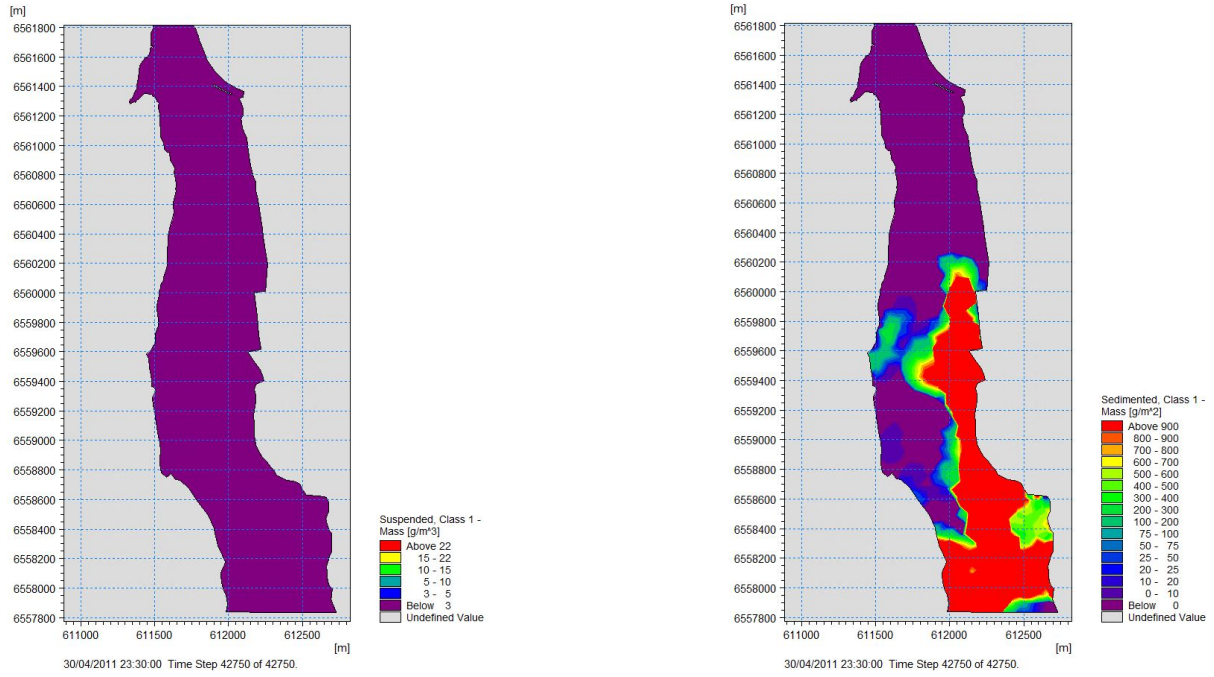 [m]
6561800
6561600
6561400
6561200
6561000
6560800
6560600
6560400
6560200
6560000
6559800
6559600
6559400
6559200
6559000
6558800
6558600
6558400
6558200
6558000
6557800
611000 611500 612000 612500
[m]
30/04/2011 23:30:00 Time Step 42750 of 42750.
Suspended, Class 1 -
Mass [g/m^3]
Above 22
15 - 22
10 - 15
5 - 10
3 - 5
Below 3
Undefined Value
[m]
6561800
6561600
6561400
6561200
6561000
6560800
6560600
6560400
6560200
6560000
6559800
6559600
6559400
6559200
6559000
6558800
6558600
6558400
6558200
6558000
6557800
611000 611500 612000 612500
[m]
30/04/2011 23:30:00 Time Step 42750 of 42750.
Sedimented, Class 1 -
Mass [g/m^2]
Above 900
800 - 900
700 - 800
600 - 700
500 - 600
400 - 500
300 - 400
200 - 300
100 - 200
75 - 100
50 - 75
25 - 50
20 - 25
10 - 20
0 - 10
Below 0
Undefined Value